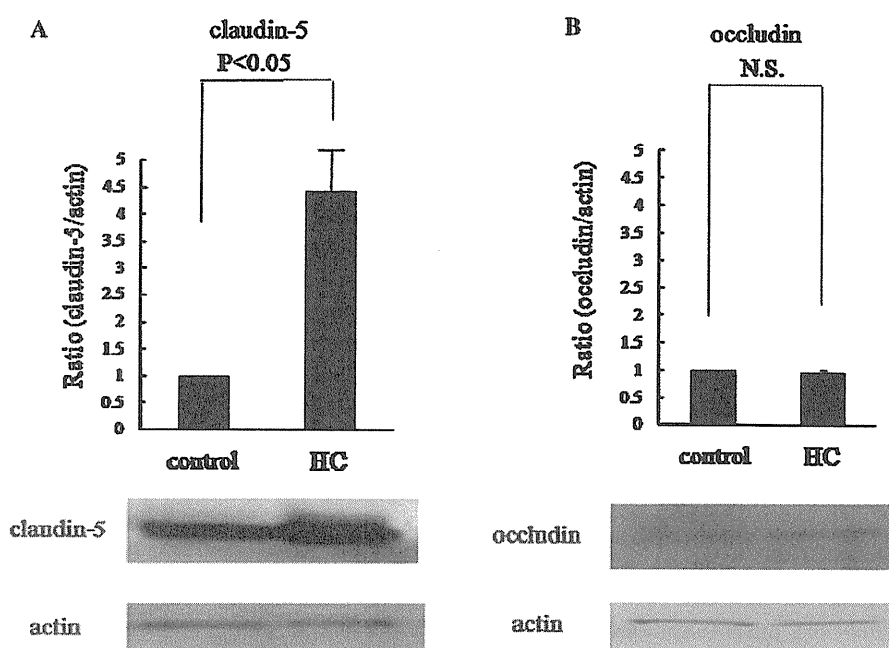 A
claudin-5
P<0.05
Ratio (claudin-5/actin)
5
4.5
4
3.5
3
2.5
2
1.5
1
0.5
0
control HC
claudin-5
actin
B
occludin
N.S.
Ratio (occludin/actin)
5
4.5
4
3.5
3
2.5
2
1.5
1
0.5
0
control HC
occludin
actin